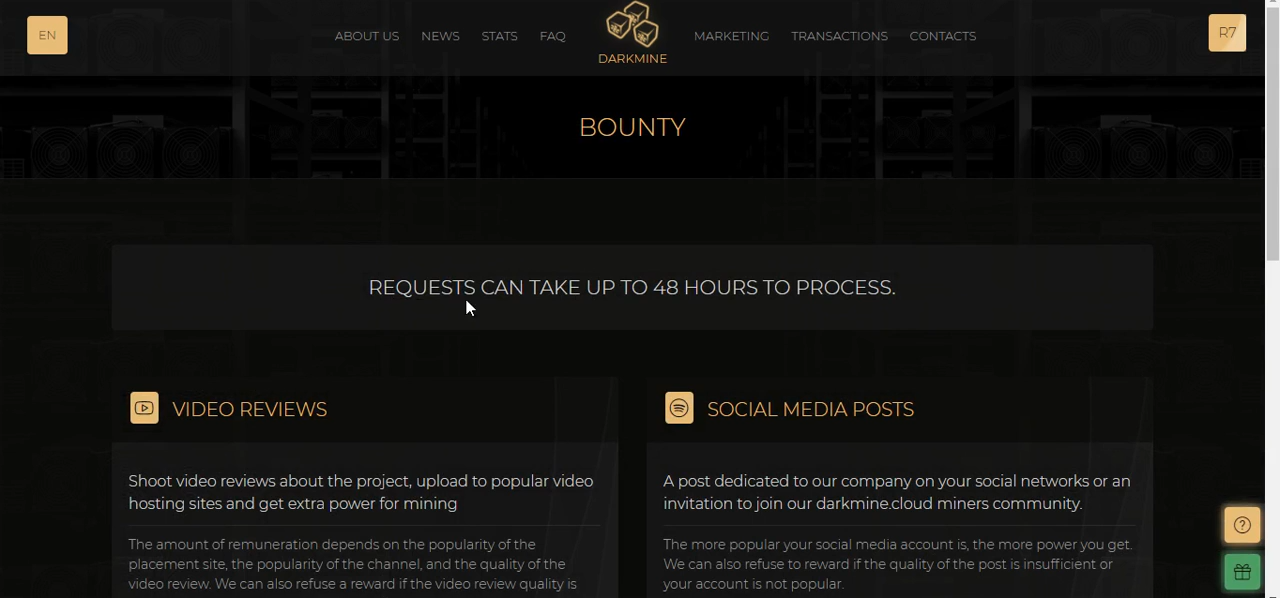 EN
ABOUT US NEWS STATS FAQ DARKMINE MARKETING TRANSACTIONS CONTACTS
R7
BOUNTY
REQUESTS CAN TAKE UP TO 48 HOURS TO PROCESS.
VIDEO REVIEWS
Shoot video reviews about the project, upload to popular video
hosting sites and get extra power for mining
The amount of remuneration depends on the popularity of the
placement site, the popularity of the channel, and the quality of the
video review. We can also refuse a reward if the video review quality is
SOCIAL MEDIA POSTS
A post dedicated to our company on your social networks or an
invitation to join our darkmine.cloud miners community.
The more popular your social media account is, the more power you get.
We can also refuse to reward if the quality of the post is insufficient or
your account is not popular.